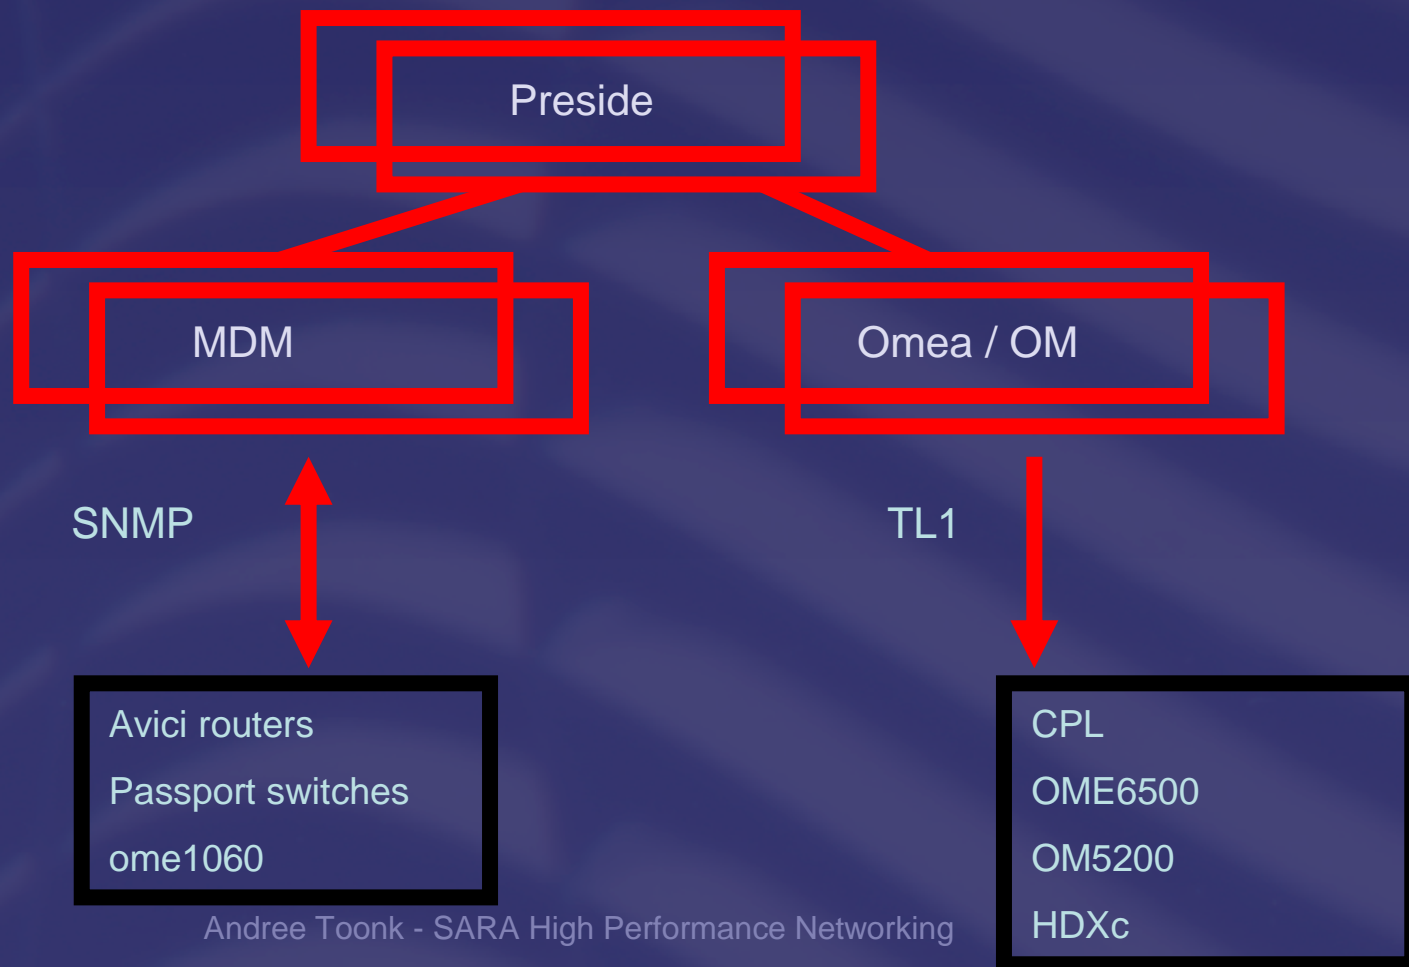 Preside
MDM
Omea / OM
SNMP
TL1
Avici routers
Passport switches
ome1060
CPL
OME6500
OM5200
HDXc
Andree Toonk - SARA High Performance Networking